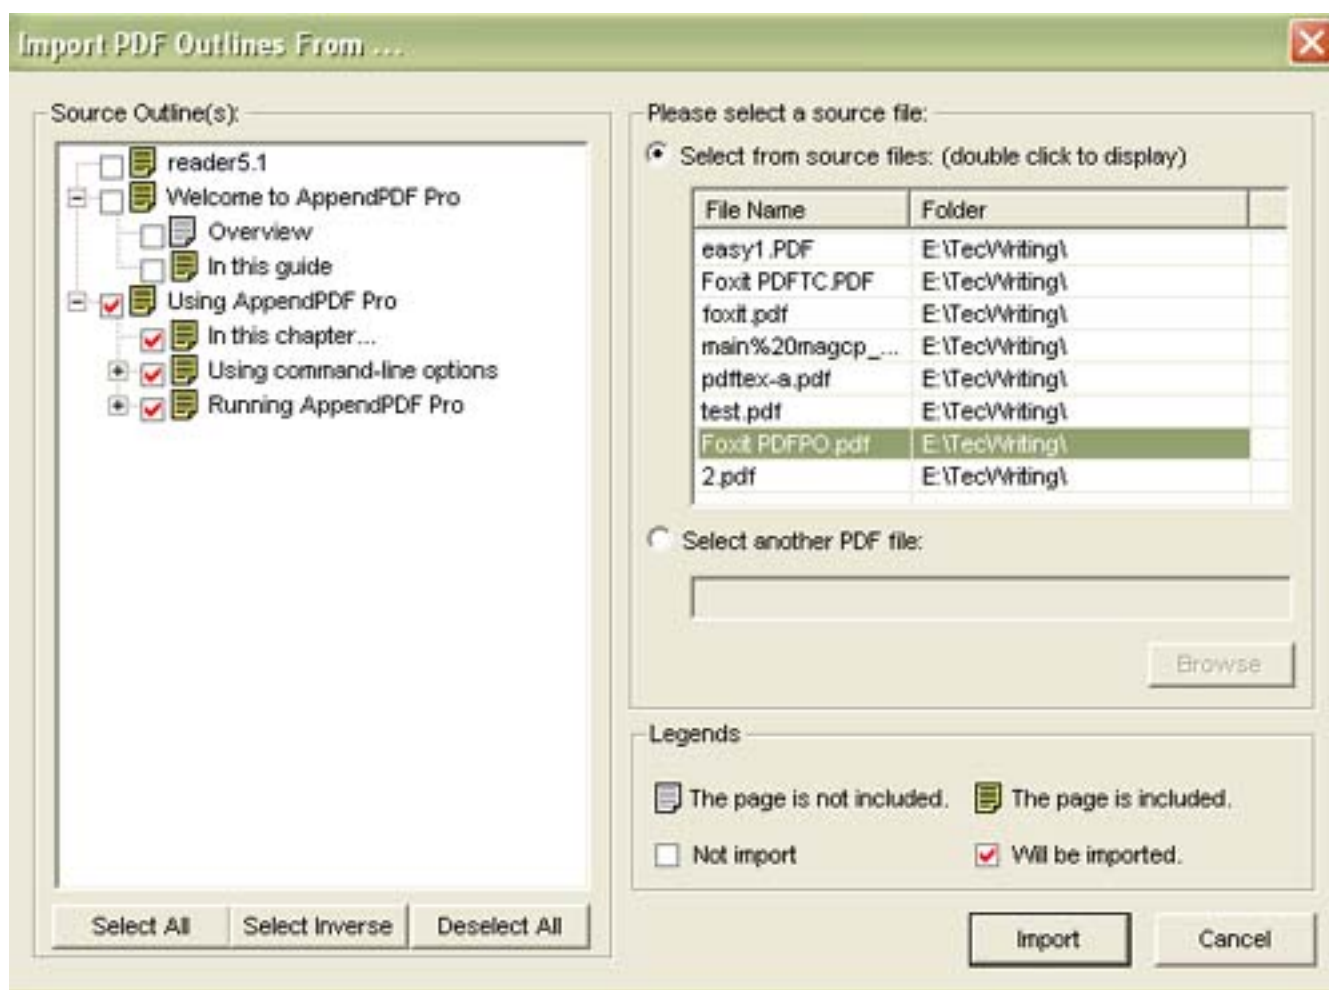 Import PDF Outlines From ...
Source Outline(s):
reader5.1
Welcome to AppendPDF Pro
Overview
In this guide
Using AppendPDF Pro
In this chapter...
Using command-line options
Running AppendPDF Pro
Select All Select Inverse Deselect All
Please select a source file:
Select from source files: (double click to display)
File Name Folder
easy1.PDF E:\TecWriting\
Foxit PDFTC.PDF E:\TecWriting\
foxit.pdf E:\TecWriting\
main%20magcp_... E:\TecWriting\
pdftex-a.pdf E:\TecWriting\
test.pdf E:\TecWriting\
Foxit PDFPO.pdf E:\TecWriting\
2.pdf E:\TecWriting\
Select another PDF file:
Browse
Legends
The page is not included. The page is included.
Not import Will be imported.
Import Cancel